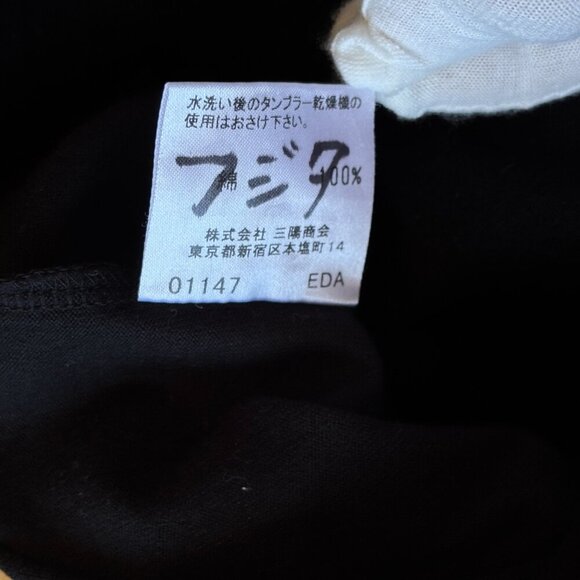 水洗い後のタンブラー乾燥機の
使用はおさけ下さい。
フジタ
綿 100%
株式会社 三陽商会
東京都新宿区本塩町14
01147 EDA